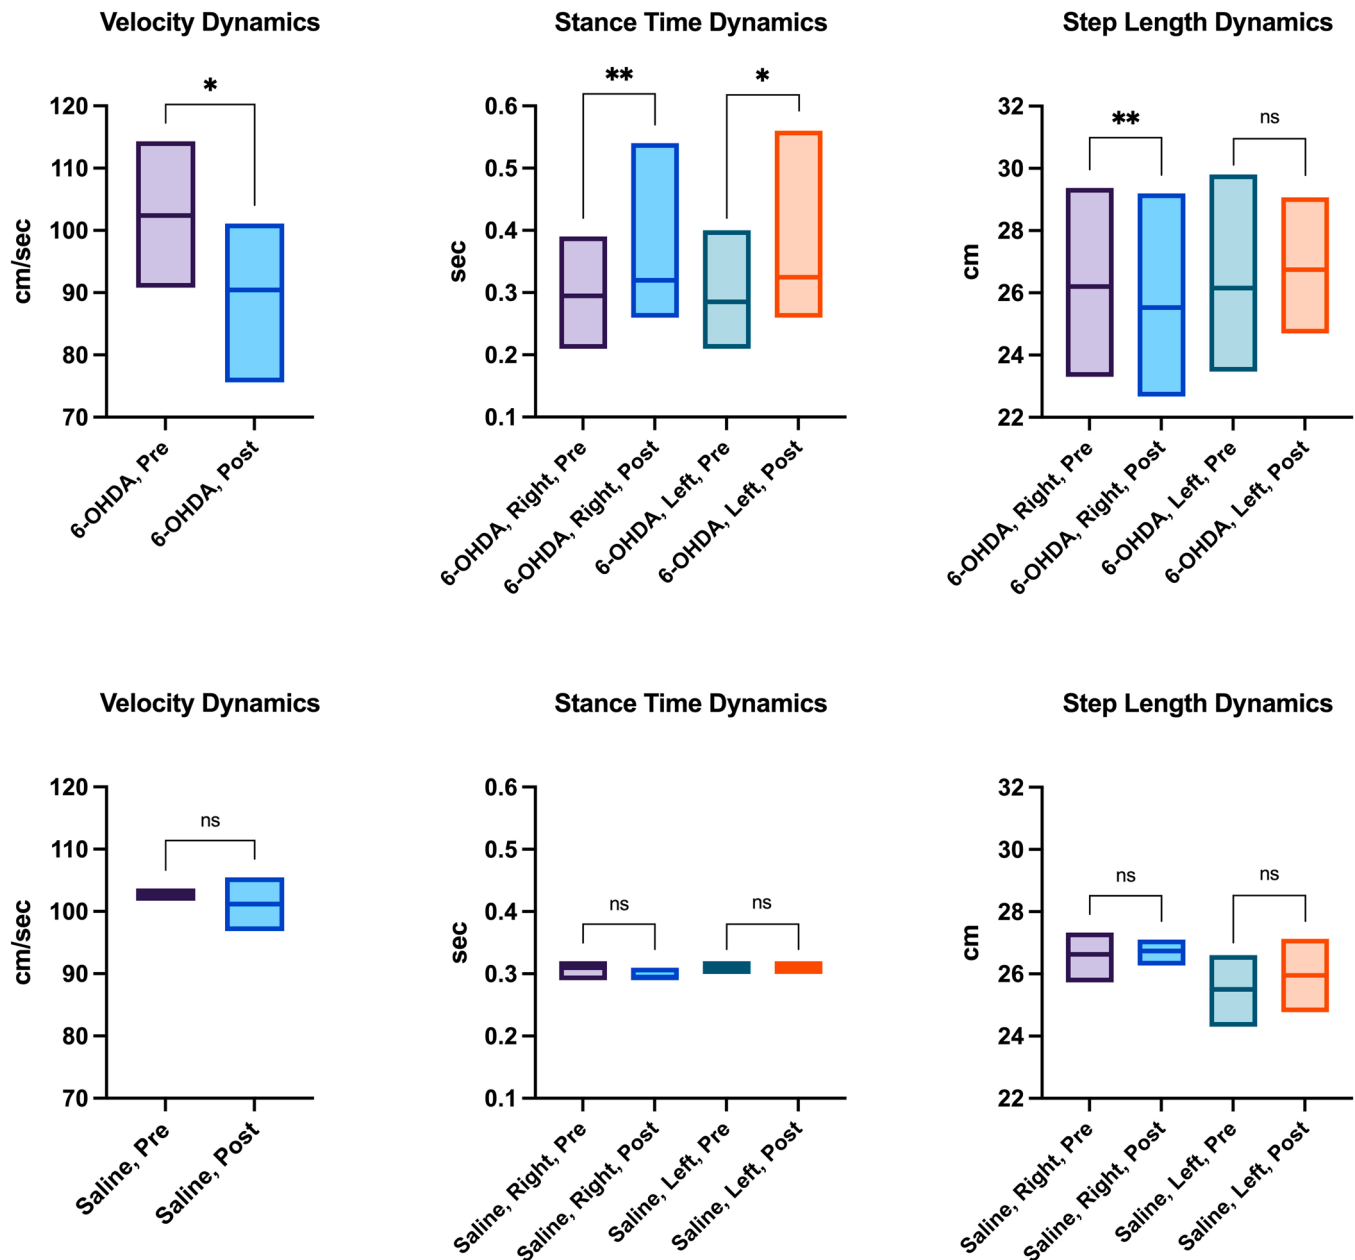 Velocity Dynamics
*
120
110
100
90
80
70
cm/sec
6-OHDA, Pre
6-OHDA, Post
Stance Time Dynamics
**
*
0.6
0.5
0.4
0.3
0.2
0.1
sec
6-OHDA, Right, Pre
6-OHDA, Right, Post
6-OHDA, Left, Pre
6-OHDA, Left, Post
Step Length Dynamics
**
ns
32
30
28
26
24
22
cm
6-OHDA, Right, Pre
6-OHDA, Right, Post
6-OHDA, Left, Pre
6-OHDA, Left, Post
Velocity Dynamics
ns
120
110
100
90
80
70
cm/sec
Saline, Pre
Saline, Post
Stance Time Dynamics
ns
ns
0.6
0.5
0.4
0.3
0.2
0.1
sec
Saline, Right, Pre
Saline, Right, Post
Saline, Left, Pre
Saline, Left, Post
Step Length Dynamics
ns
ns
32
30
28
26
24
22
cm
Saline, Right, Pre
Saline, Right, Post
Saline, Left, Pre
Saline, Left, Post